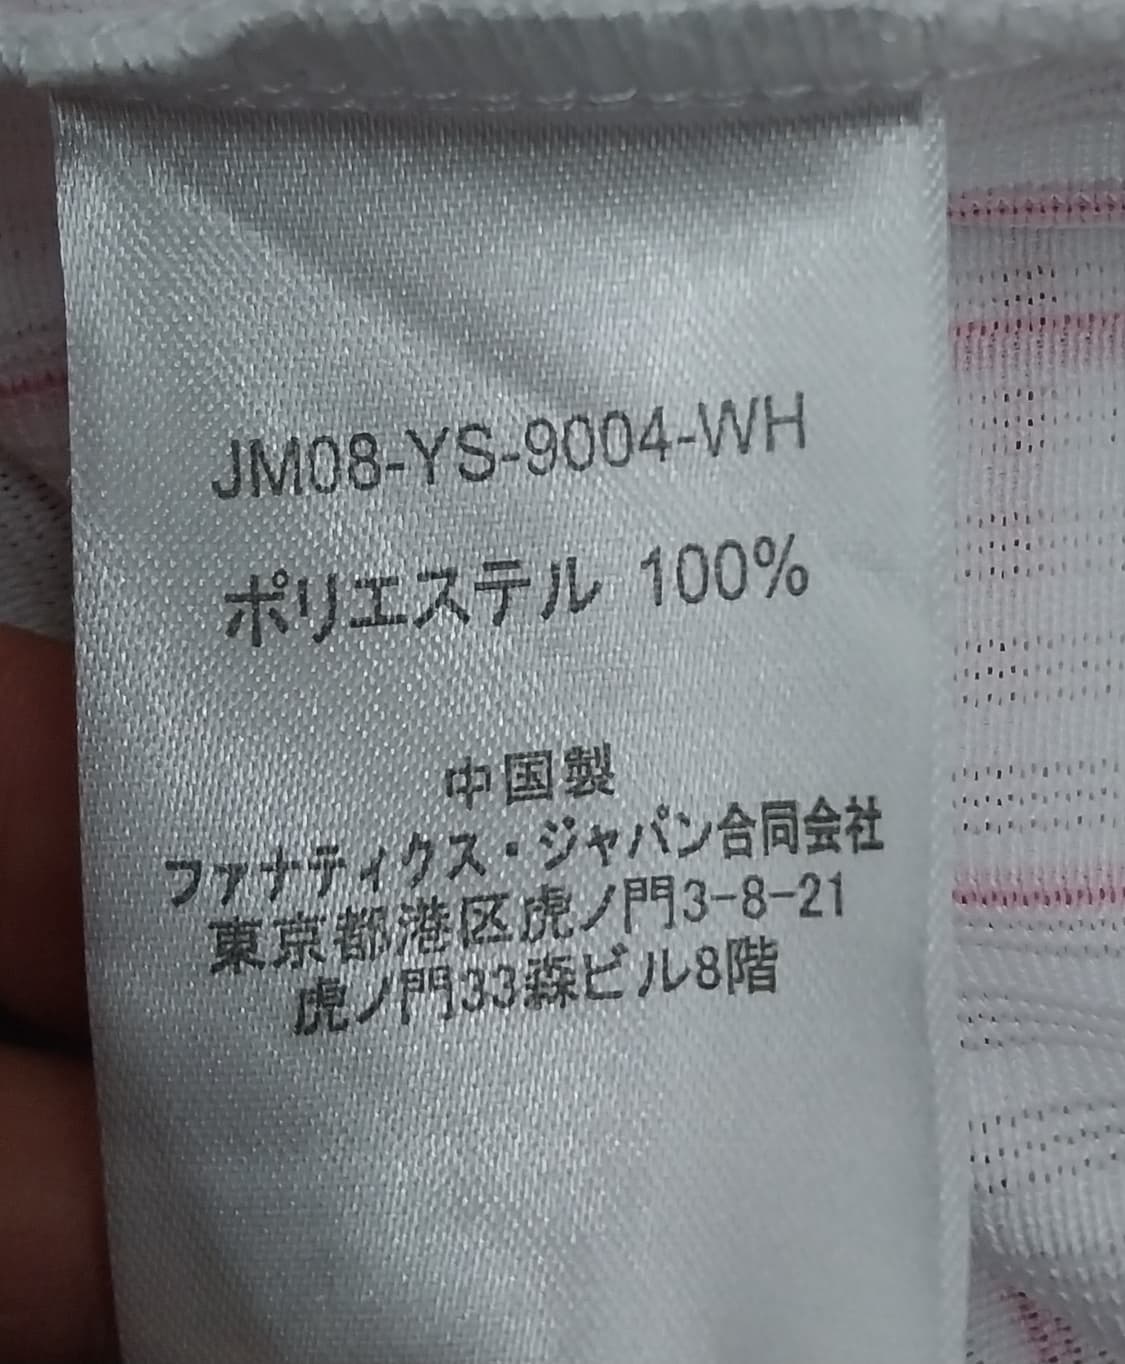 JM08-YS-9004-WH
ポリエステル 100%
中国製
ファナティクス・ジャパン合同会社
東京都港区虎ノ門3-8-21
虎ノ門33森ビル8階